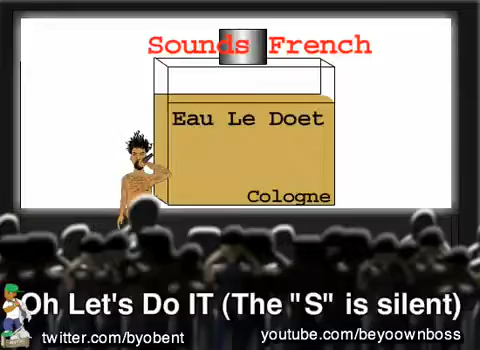 Sounds French
Eau Le Doet
Cologne
Oh Let's Do IT (The "S" is silent)
twitter.com/byobent
youtube.com/beyoownboss